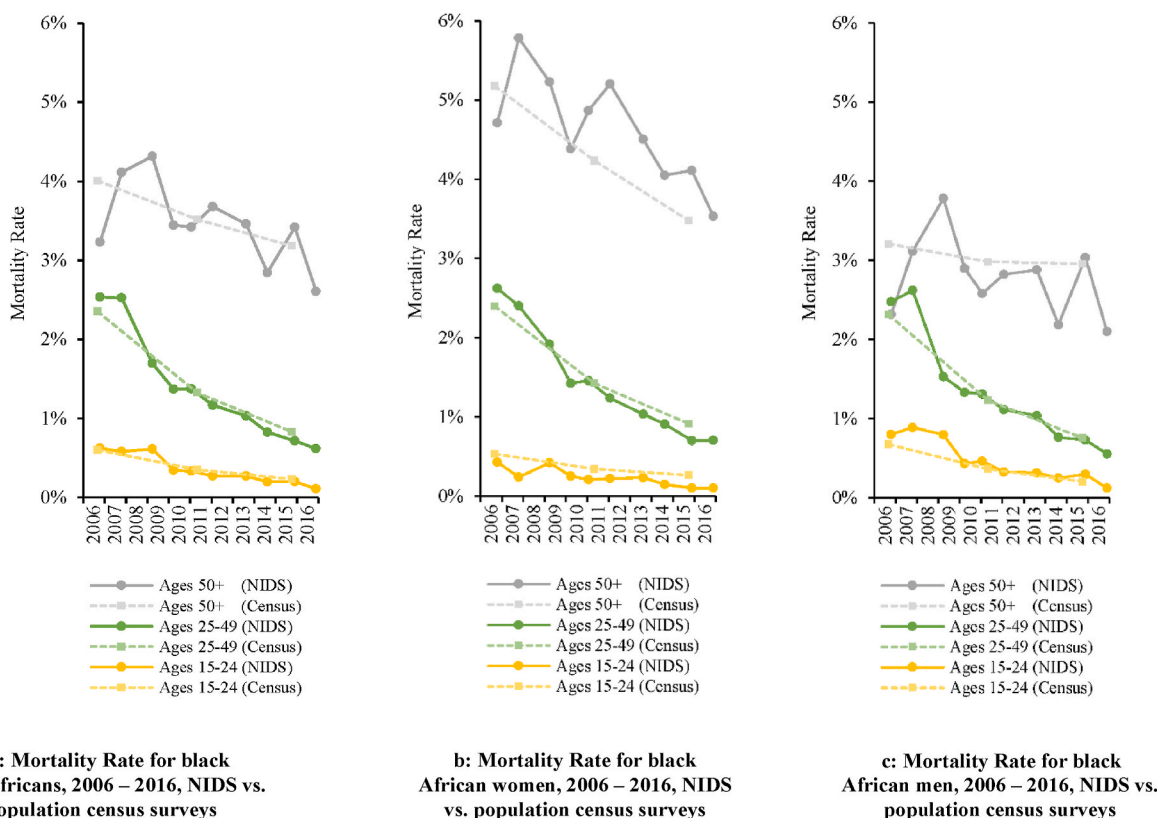 6%
5%
4%
3%
2%
1%
0%
Mortality Rate
2006
2007
2008
2009
2010
2011
2012
2013
2014
2015
2016
Ages 50+ (NIDS)
Ages 50+ (Census)
Ages 25-49 (NIDS)
Ages 25-49 (Census)
Ages 15-24 (NIDS)
Ages 15-24 (Census)
: Mortality Rate for black
fricans, 2006 – 2016, NIDS vs.
opulation census surveys
6%
5%
4%
3%
2%
1%
0%
Mortality Rate
2006
2007
2008
2009
2010
2011
2012
2013
2014
2015
2016
Ages 50+ (NIDS)
Ages 50+ (Census)
Ages 25-49 (NIDS)
Ages 25-49 (Census)
Ages 15-24 (NIDS)
Ages 15-24 (Census)
b: Mortality Rate for black
African women, 2006 – 2016, NIDS
vs. population census surveys
6%
5%
4%
3%
2%
1%
0%
Mortality Rate
2006
2007
2008
2009
2010
2011
2012
2013
2014
2015
2016
Ages 50+ (NIDS)
Ages 50+ (Census)
Ages 25-49 (NIDS)
Ages 25-49 (Census)
Ages 15-24 (NIDS)
Ages 15-24 (Census)
c: Mortality Rate for black
African men, 2006 – 2016, NIDS vs.
population census surveys